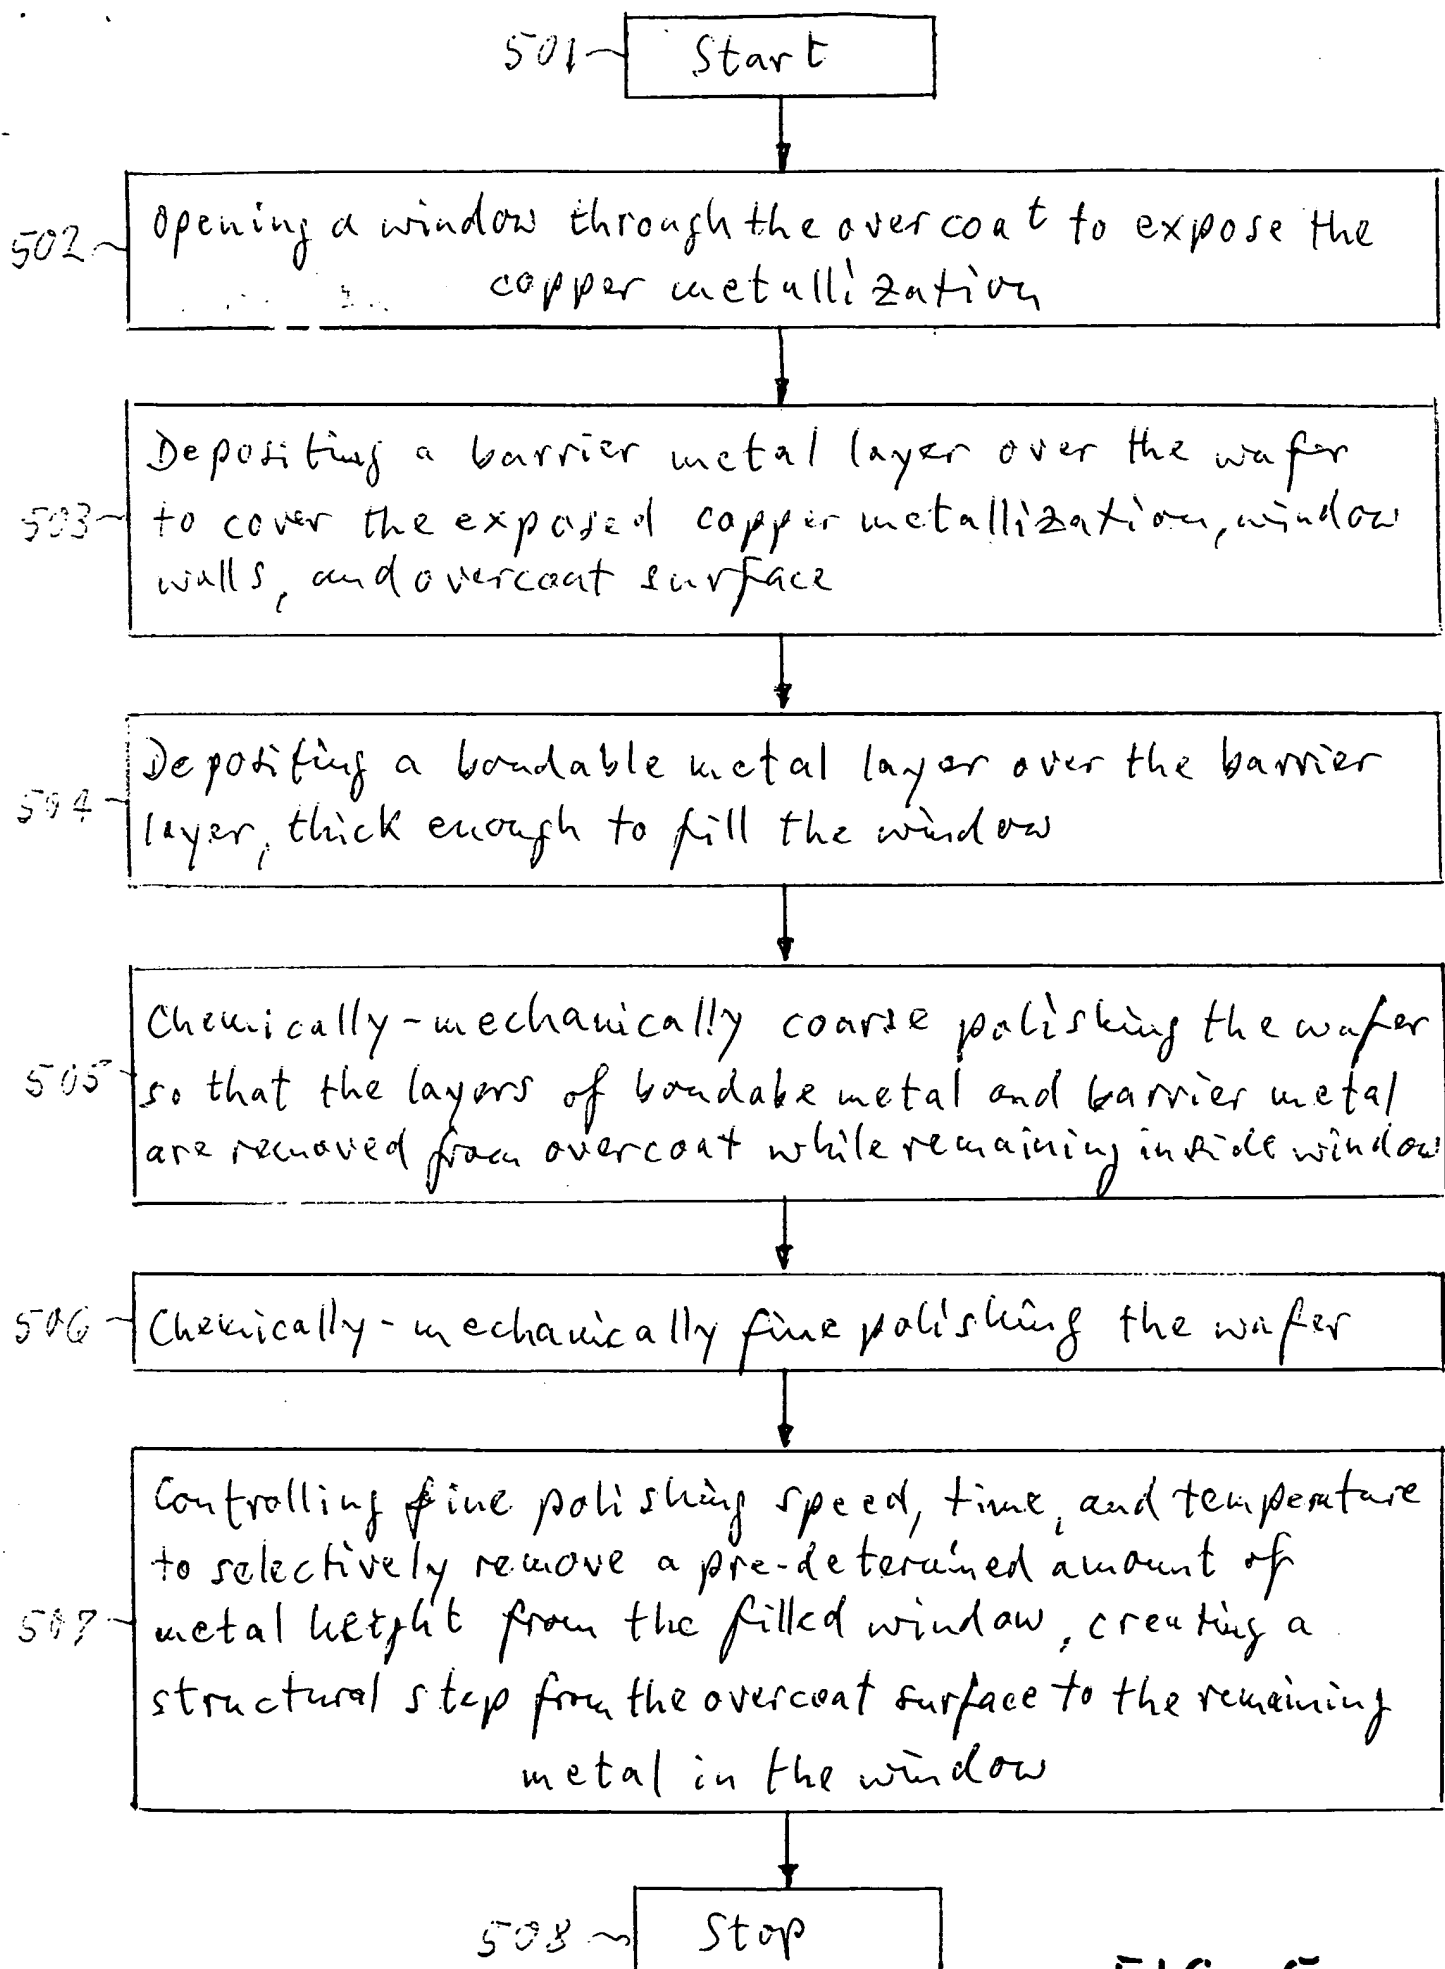 501 Start
502 opening a window through the overcoat to expose the
copper metallization
Depositing a barrier metal layer over the wafer
503 to cover the exposed copper metallization, window
walls, and overcoat surface
Depositing a bondable metal layer over the barrier
504 layer, thick enough to fill the window
Chemically-mechanically coarse polishing the wafer
505 so that the layers of bondabe metal and barrier metal
are removed from overcoat while remaining inside window
506 Chemically-mechanically fine polishing the wafer
Controlling fine polishing speed, time, and temperature
to selectively remove a pre-determined amount of
507 metal height from the filled window, creating a
structural step from the overcoat surface to the remaining
metal in the window
508 Stop